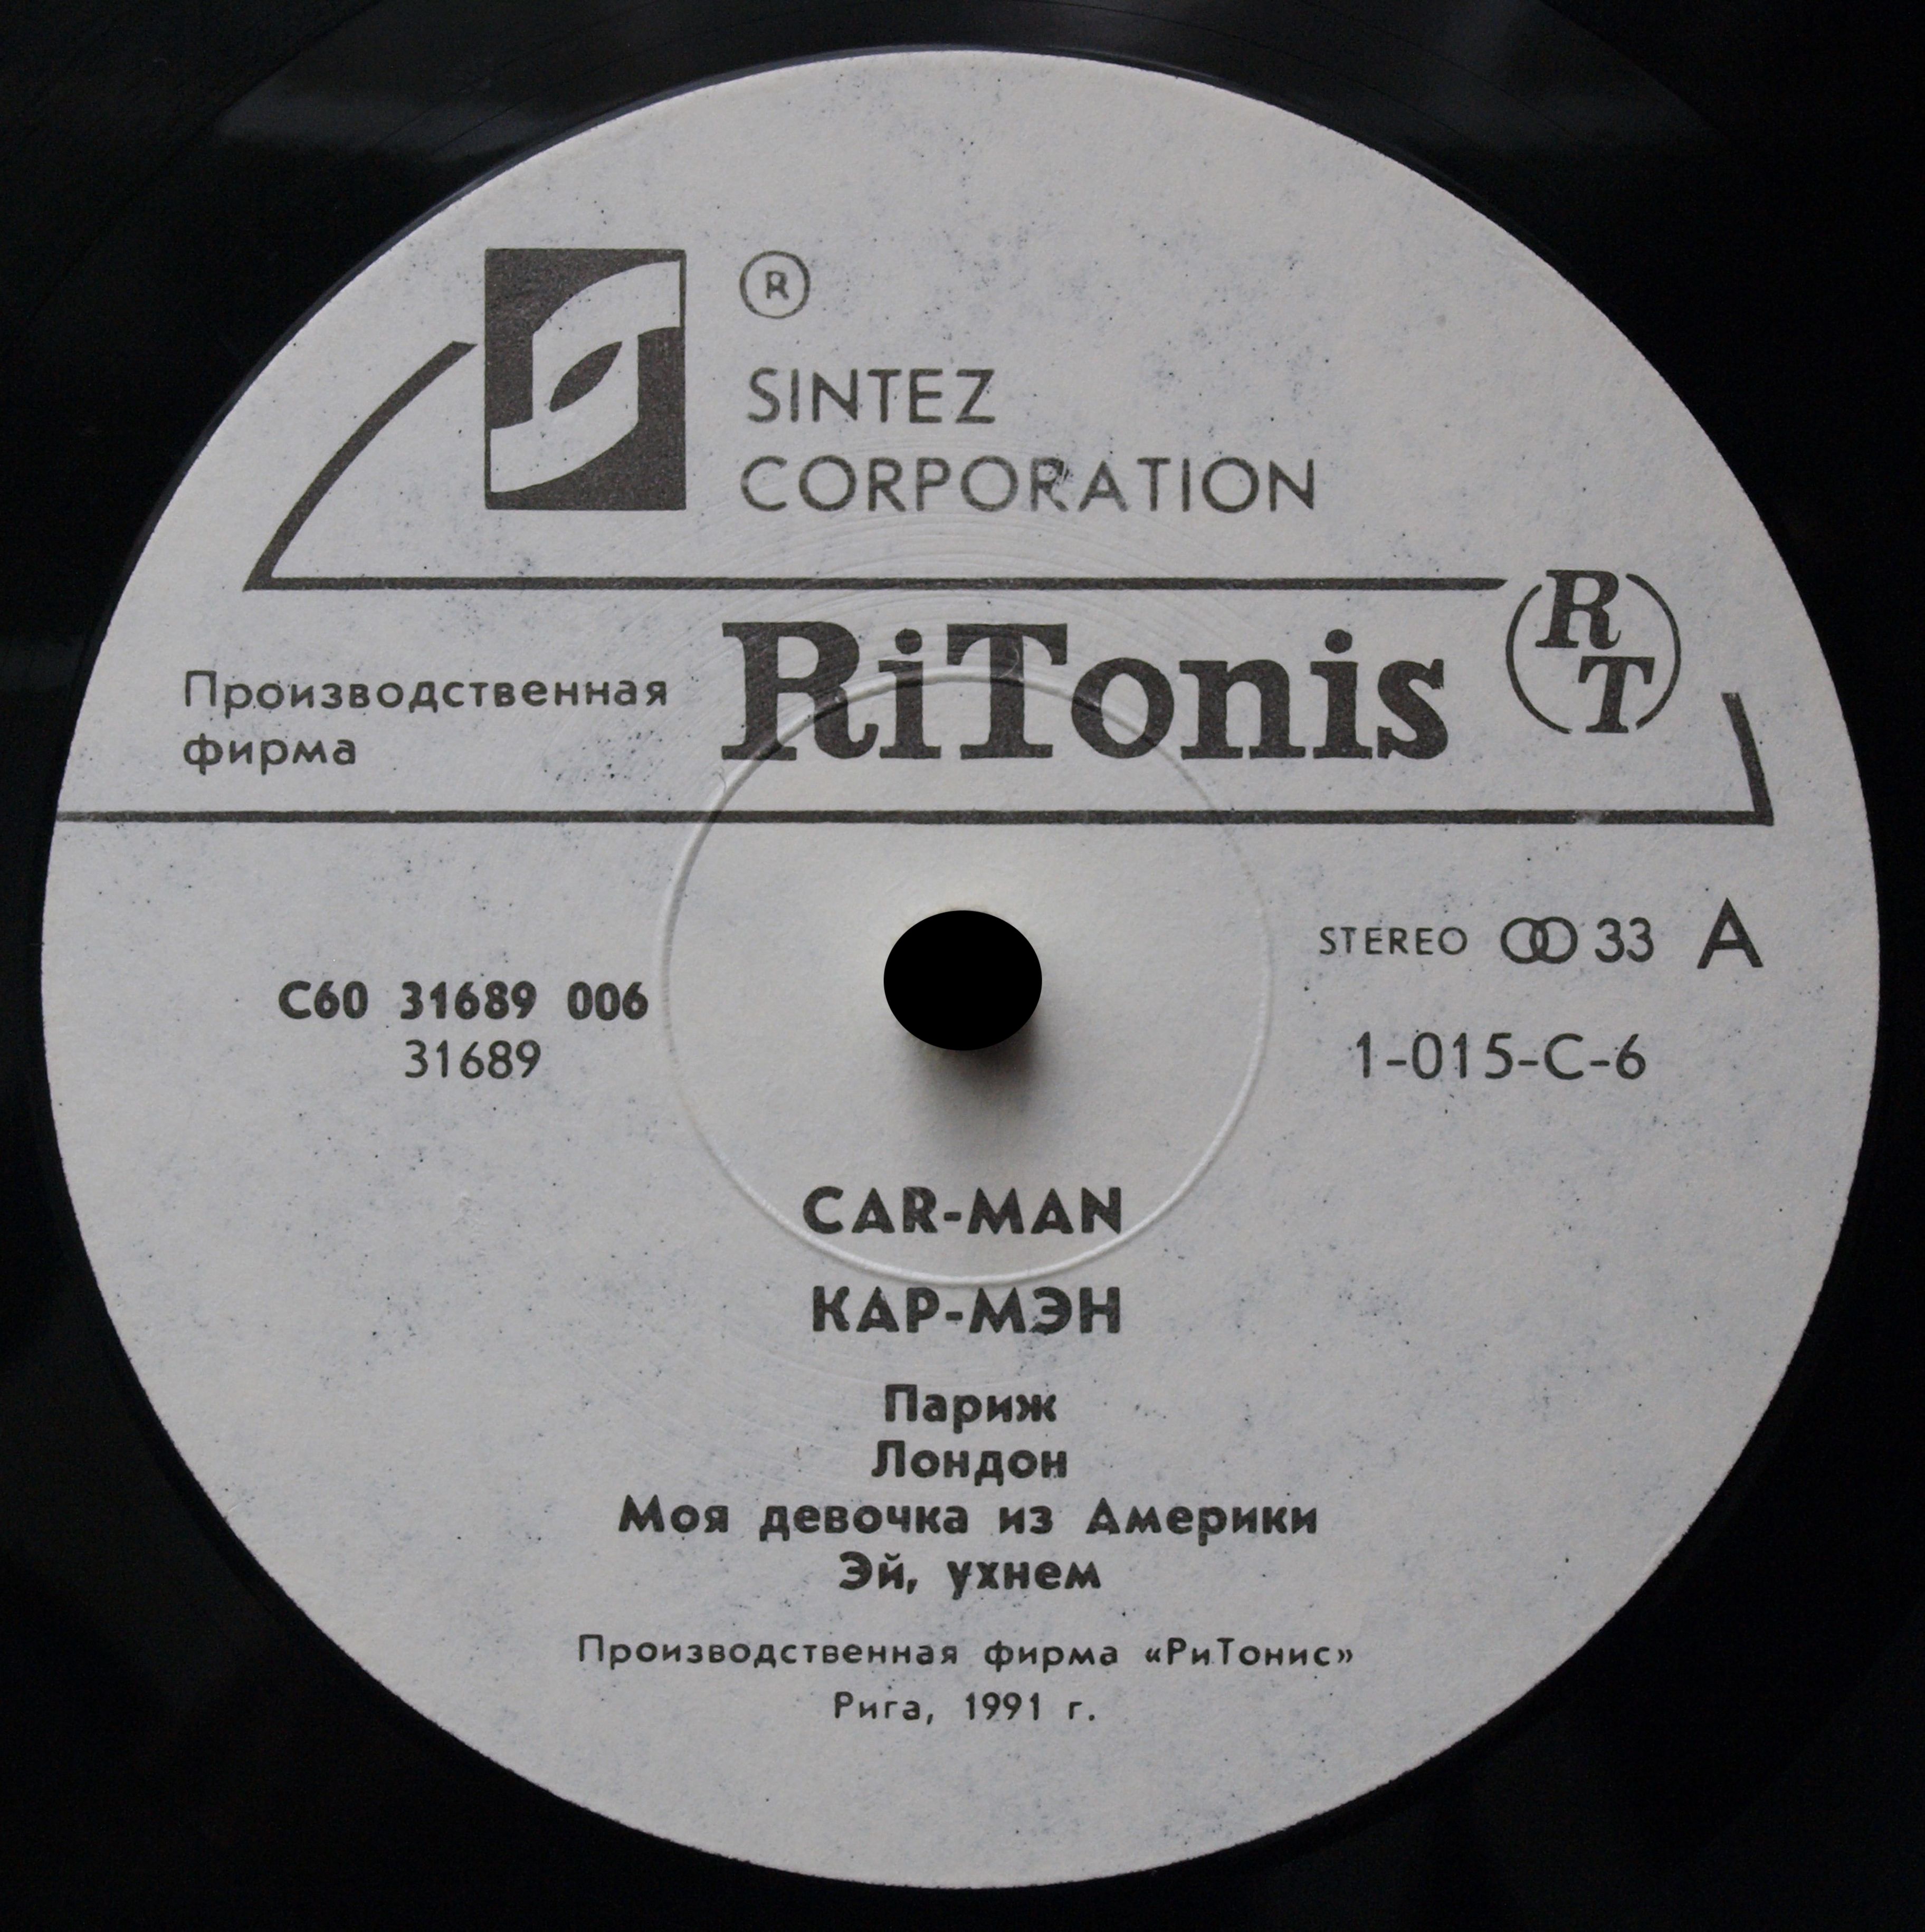 ®
SINTEZ
CORPORATION
Производственная
фирма
RiTonis
RT
STEREO 33 A
С60 31689 006
31689
1-015-C-6
CAR-MAN
КАР-МЭН
Париж
Лондон
Моя девочка из Америки
Эй, ухнем
Производственная фирма «РиТонис»
Рига, 1991 г.